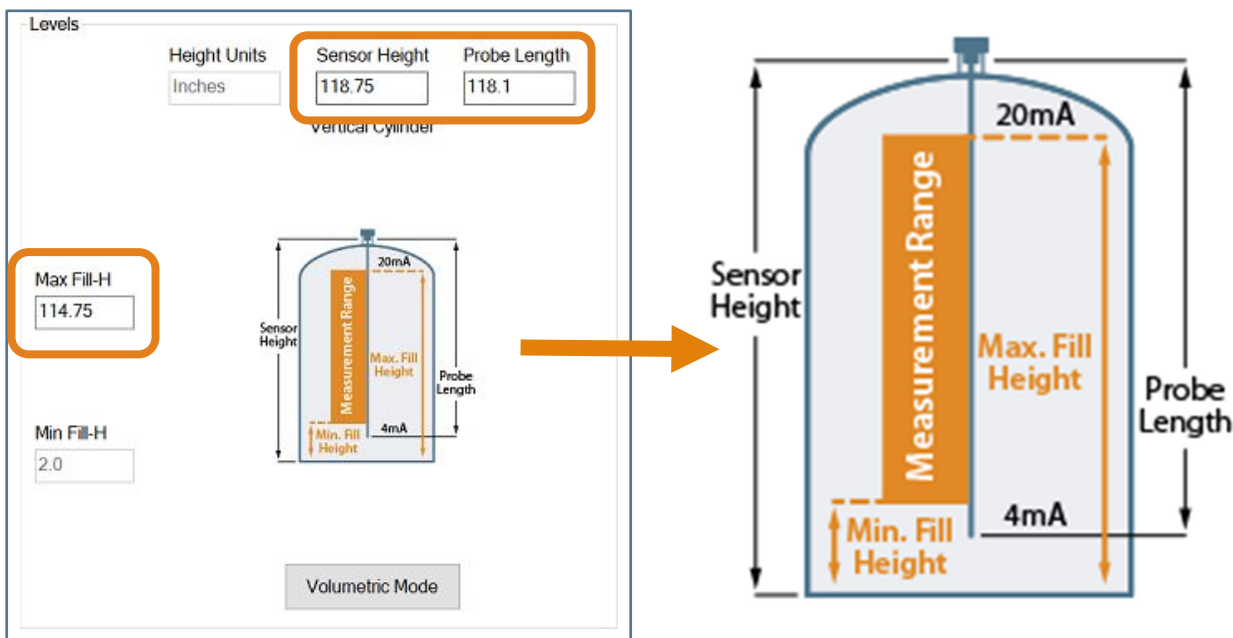 Levels
Height Units
Sensor Height
Probe Length
Inches
118.75
118.1
Vertical Cylinder
Max Fill-H
114.75
Min Fill-H
2.0
20mA
Measurement Range
Sensor
Height
Max. Fill
Height
Probe
Length
Min. Fill
Height
4mA
Volumetric Mode
20mA
Measurement Range
Sensor
Height
Max. Fill
Height
Probe
Length
Min. Fill
Height
4mA